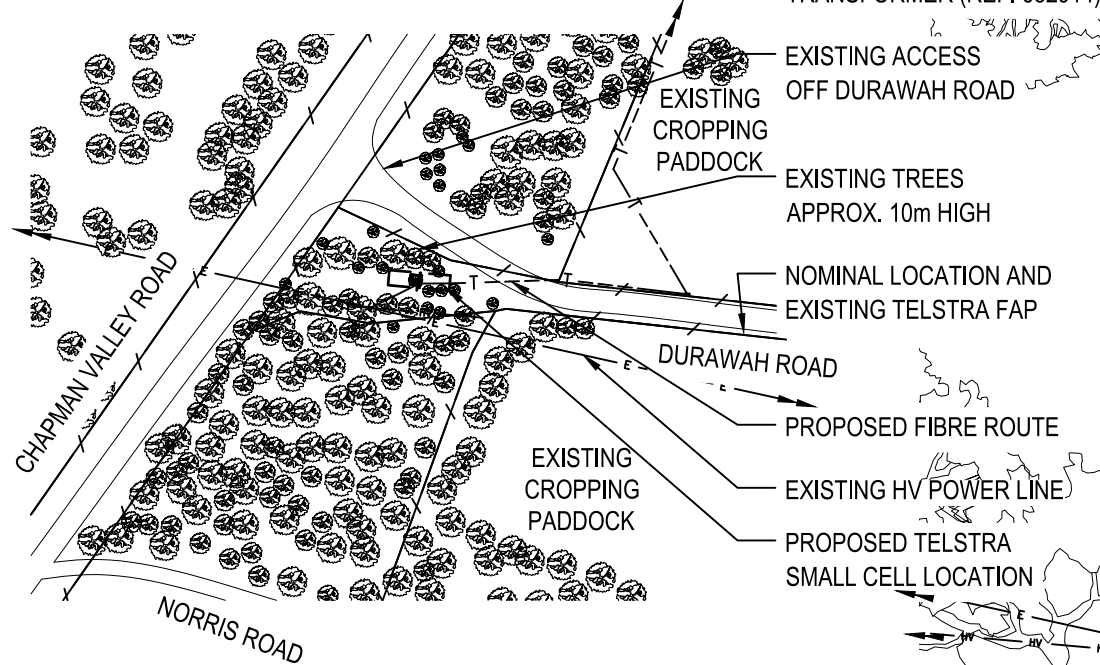 EXISTING ACCESS
OFF DURAWAH ROAD
EXISTING
CROPPING
PADDOCK
EXISTING TREES
APPROX. 10m HIGH
NOMINAL LOCATION AND
EXISTING TELSTRA FAP
CHAPMAN VALLEY ROAD
E
T
T
E
DURAWAH ROAD
E
E
PROPOSED FIBRE ROUTE
EXISTING
CROPPING
PADDOCK
EXISTING HV POWER LINE
PROPOSED TELSTRA
SMALL CELL LOCATION
NORRIS ROAD
E
HV
HV